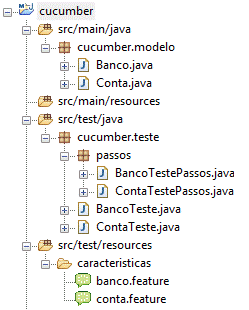 cucumber
src/main/java
cucumber.modelo
Banco.java
Conta.java
src/main/resources
src/test/java
cucumber.teste
passos
BancoTestePassos.java
ContaTestePassos.java
BancoTeste.java
ContaTeste.java
src/test/resources
caracteristicas
banco.feature
conta.feature